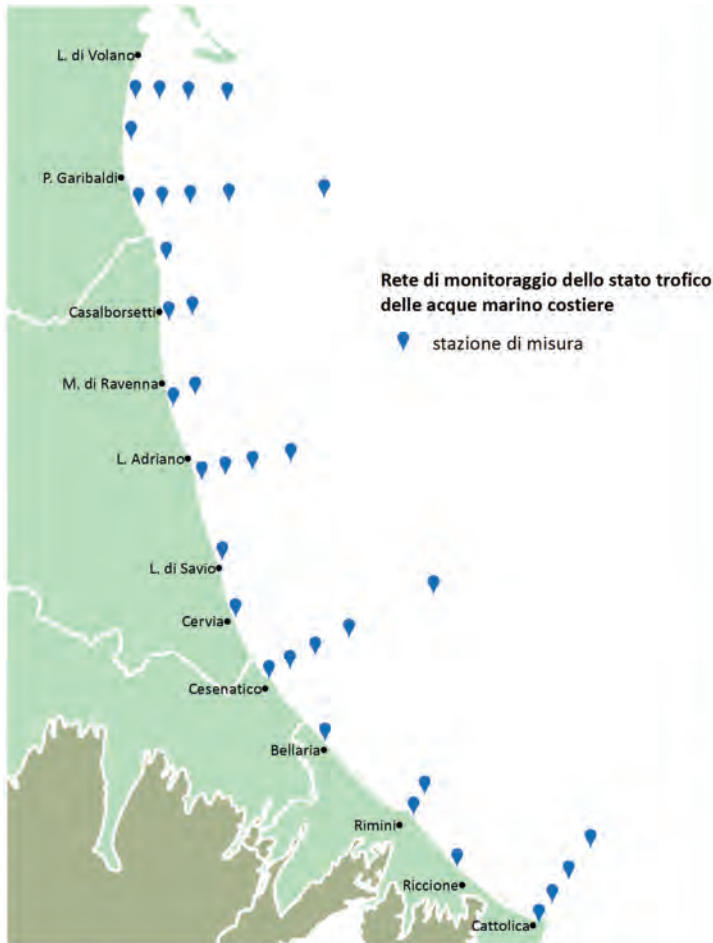 L. di Volano
P. Garibaldi
Rete di monitoraggio dello stato trofico
delle acque marino costiere
stazione di misura
Casalborsetti
M. di Ravenna
L. Adriano
L. di Savio
Cervia
Cesenatico
Bellaria
Rimini
Riccione
Cattolica